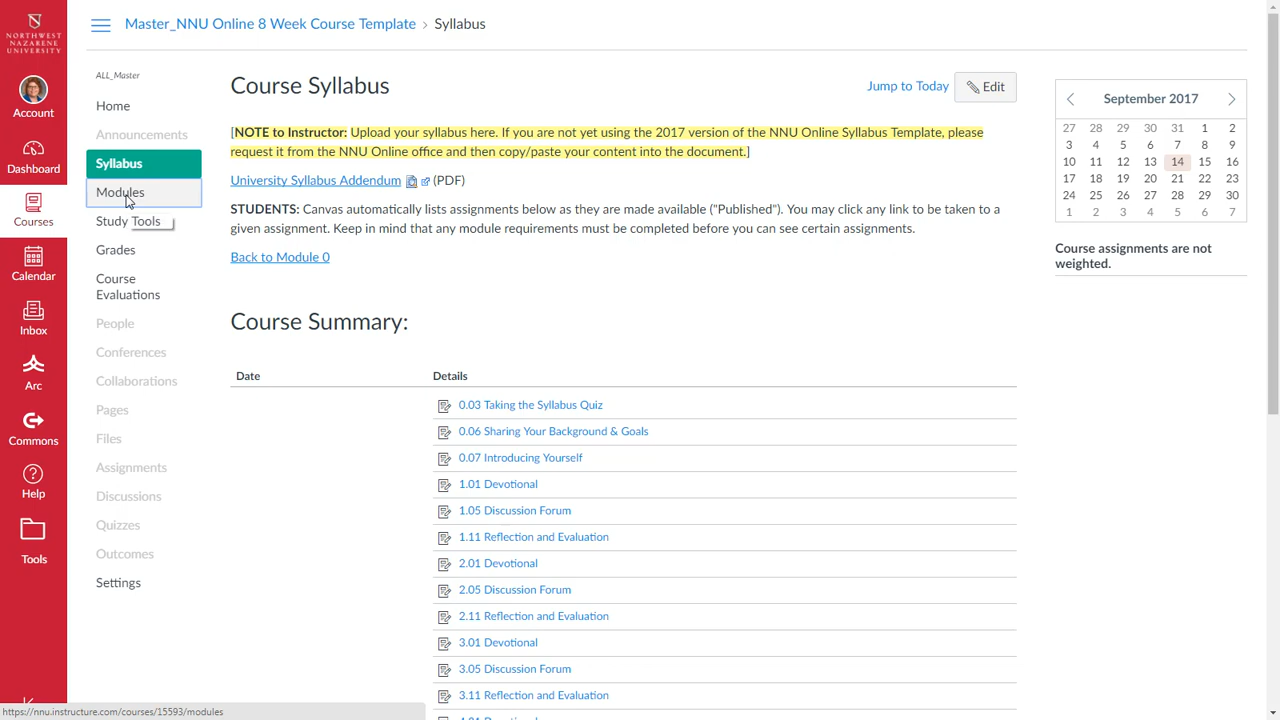 NORTHWEST
NAZARENE
UNIVERSITY
Account
Dashboard
Courses
Calendar
Inbox
Arc
Commons
Help
Tools
Master_NNU Online 8 Week Course Template › Syllabus
ALL_Master
Home
Announcements
Syllabus
Modules
Study Tools
Grades
Course
Evaluations
People
Conferences
Collaborations
Pages
Files
Assignments
Discussions
Quizzes
Outcomes
Settings
Course Syllabus
Jump to Today
Edit
[NOTE to Instructor: Upload your syllabus here. If you are not yet using the 2017 version of the NNU Online Syllabus Template, please
request it from the NNU Online office and then copy/paste your content into the document.]
University Syllabus Addendum (PDF)
STUDENTS: Canvas automatically lists assignments below as they are made available ("Published"). You may click any link to be taken to a
given assignment. Keep in mind that any module requirements must be completed before you can see certain assignments.
Back to Module 0
Course Summary:
Date Details
0.03 Taking the Syllabus Quiz
0.06 Sharing Your Background & Goals
0.07 Introducing Yourself
1.01 Devotional
1.05 Discussion Forum
1.11 Reflection and Evaluation
2.01 Devotional
2.05 Discussion Forum
2.11 Reflection and Evaluation
3.01 Devotional
3.05 Discussion Forum
3.11 Reflection and Evaluation
September 2017
27 28 29 30 31 1 2
3 4 5 6 7 8 9
10 11 12 13 14 15 16
17 18 19 20 21 22 23
24 25 26 27 28 29 30
1 2 3 4 5 6 7
Course assignments are not
weighted.
https://nnu.instructure.com/courses/15593/modules